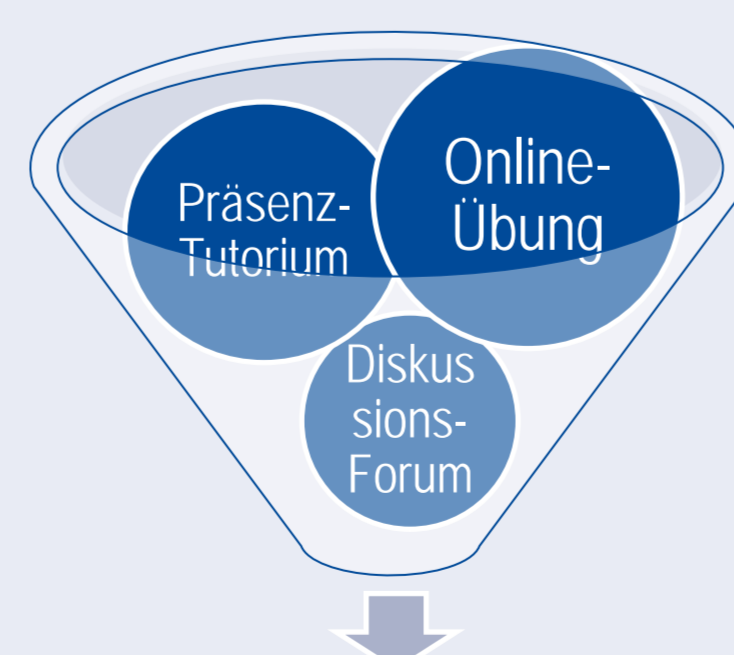 Präsenz-
Tutorium
Online-
Übung
Diskus
sions-
Forum